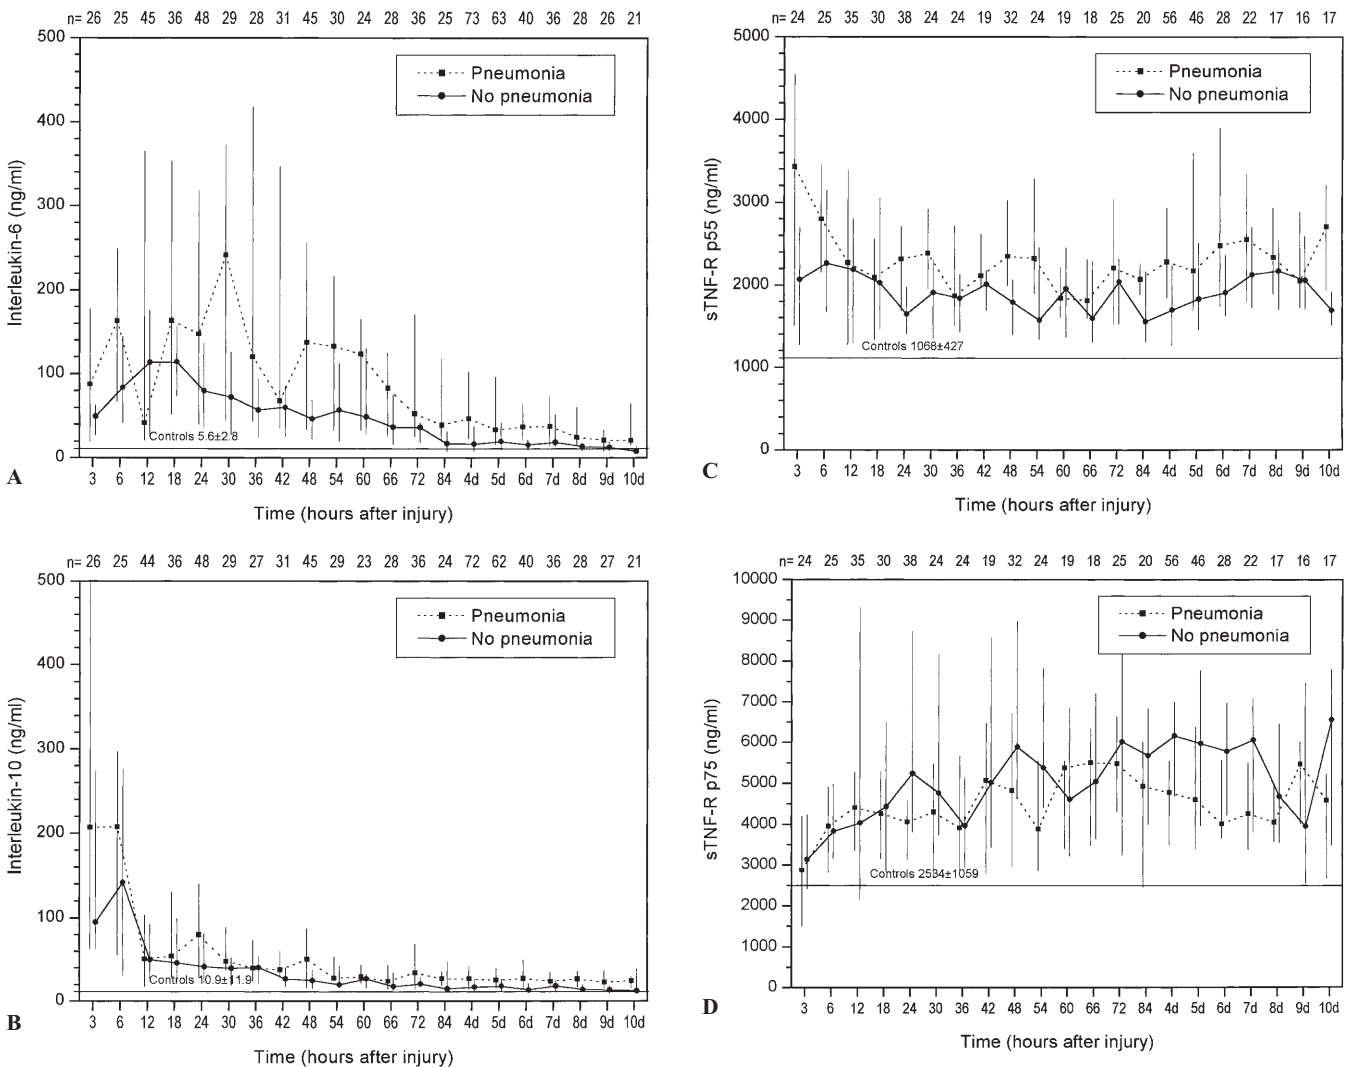 n= 26 29 45 34 48 29 28 31 48 28 24 28 36 25 74 63 40 36 28 26 21
500
400
300
200
100
0
Interleukin-6 (ng/ml)
Pneumonia
No pneumonia
Controls 5.6±2.8
3 6 12 18 24 30 36 42 48 54 60 66 72 84 4d 5d 6d 7d 8d 9d 10d
Time (hours after injury)
A
n= 26 25 44 36 48 29 27 31 45 29 23 28 36 24 73 62 40 36 28 27 21
500
400
300
200
100
0
Interleukin-10 (ng/ml)
Pneumonia
No pneumonia
Controls 10.9±11.9
3 6 12 18 24 30 36 42 48 54 60 66 72 84 4d 5d 6d 7d 8d 9d 10d
Time (hours after injury)
B
n= 24 25 35 30 38 24 24 19 32 24 19 18 25 20 56 46 28 22 17 16 17
5000
4000
3000
2000
1000
0
sTNF-R p55 (ng/ml)
Pneumonia
No pneumonia
Controls 1068±427
3 6 12 18 24 30 36 42 48 54 60 66 72 84 4d 5d 6d 7d 8d 9d 10d
Time (hours after injury)
C
n= 24 25 35 30 38 24 24 19 32 24 19 18 25 20 56 46 28 22 17 16 17
10000
9000
8000
7000
6000
5000
4000
3000
2000
1000
0
sTNF-R p75 (ng/ml)
Pneumonia
No pneumonia
Controls 2534±1059
3 6 12 18 24 30 36 42 48 54 60 66 72 84 4d 5d 6d 7d 8d 9d 10d
Time (hours after injury)
D